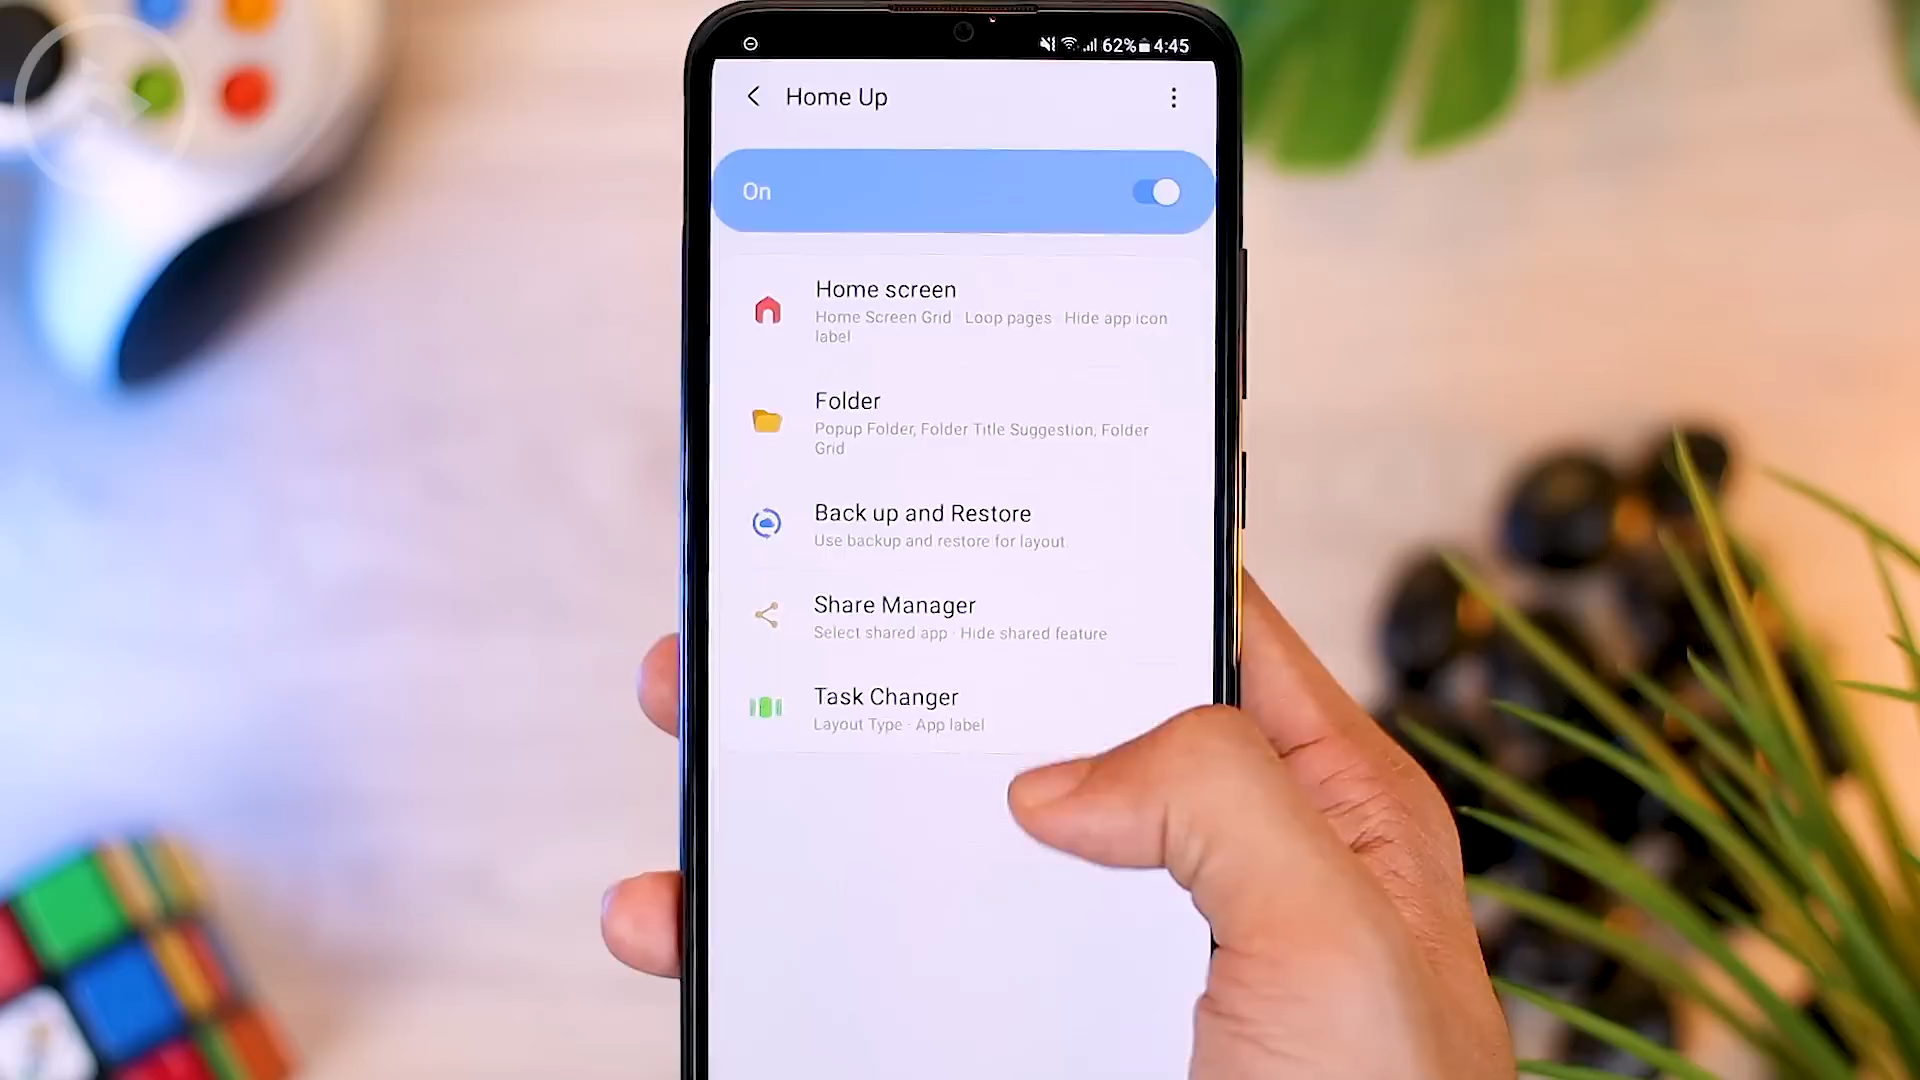 62% 4:45
Home Up
On
Home screen
Home Screen Grid · Loop pages · Hide app icon
label
Folder
Popup Folder, Folder Title Suggestion, Folder
Grid
Back up and Restore
Use backup and restore for layout.
Share Manager
Select shared app · Hide shared feature
Task Changer
Layout Type · App label